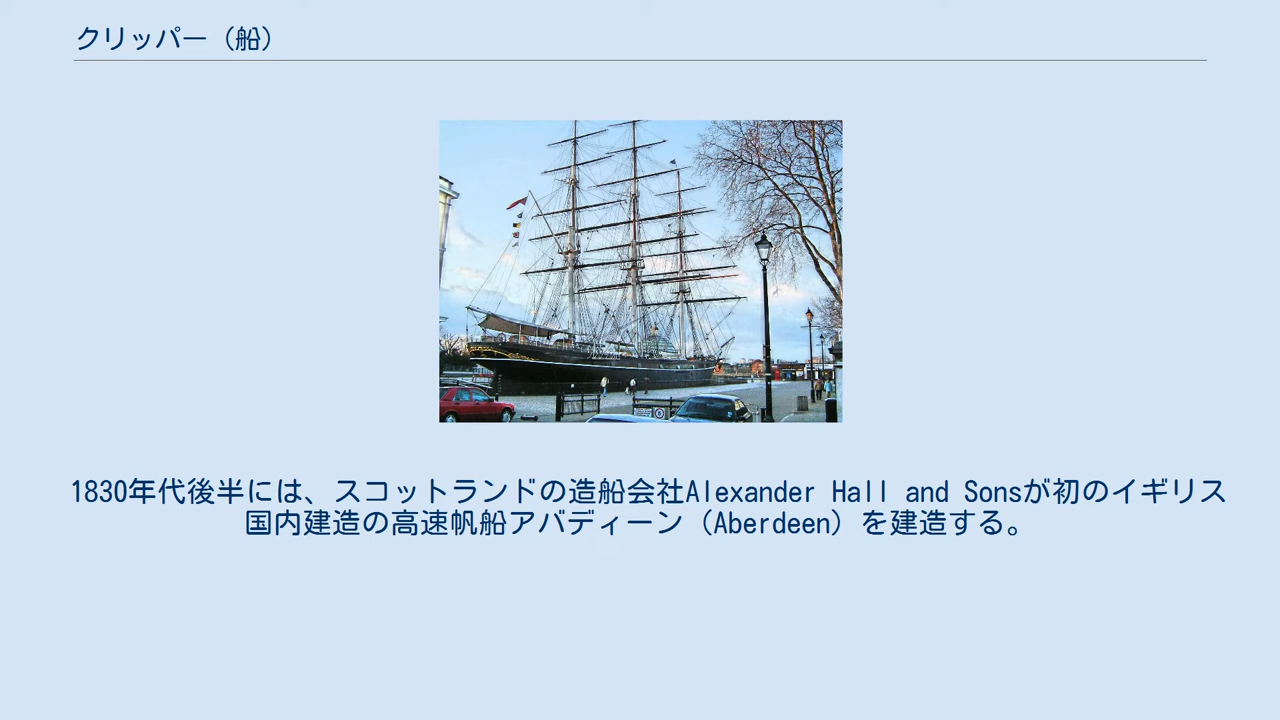 クリッパー（船）
1830年代後半には、スコットランドの造船会社Alexander Hall and Sonsが初のイギリス
国内建造の高速帆船アバディーン（Aberdeen）を建造する。